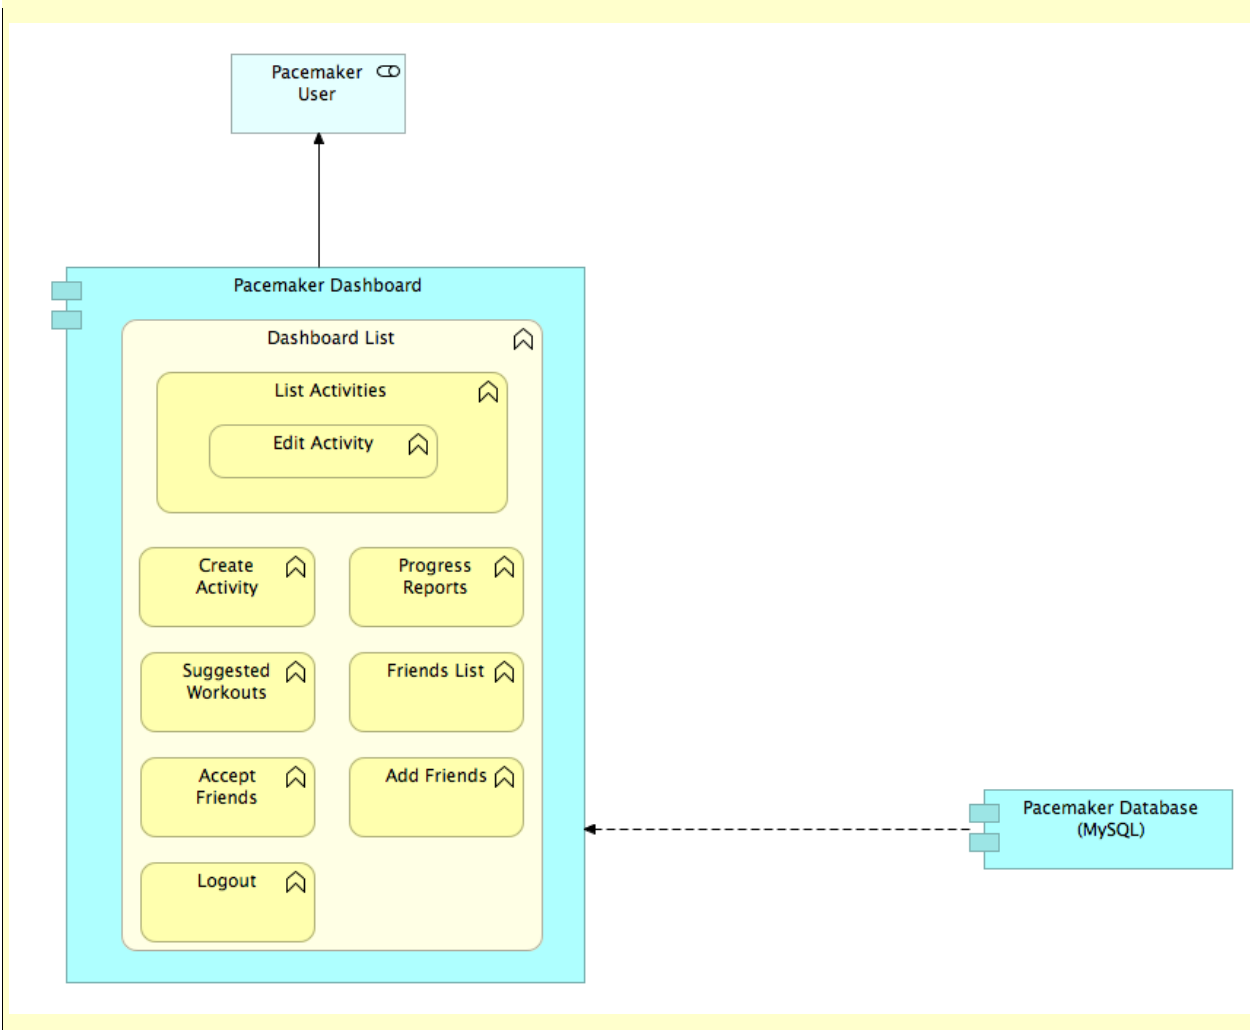 Pacemaker
User
Pacemaker Dashboard
Dashboard List
List Activities
Edit Activity
Create
Activity
Progress
Reports
Suggested
Workouts
Friends List
Accept
Friends
Add Friends
Pacemaker Database
(MySQL)
Logout